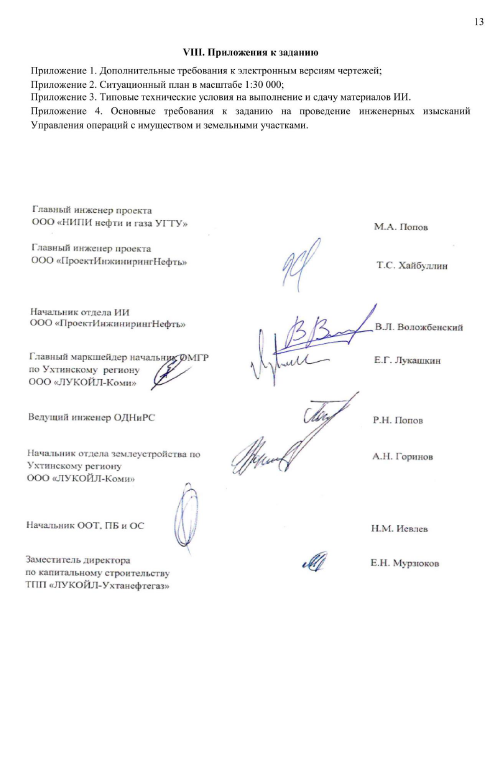 13
VIII. Приложения к заданию
Приложение 1. Дополнительные требования к электронным версиям чертежей;
Приложение 2. Ситуационный план в масштабе 1:30 000;
Приложение 3. Типовые технические условия на выполнение и сдачу материалов ИИ.
Приложение 4. Основные требования к заданию на проведение инженерных изысканий
Управления операций с имуществом и земельными участками.
Главный инженер проекта
ООО «НИПИ нефти и газа УГТУ» М.А. Попов
Главный инженер проекта
ООО «ПроектИнжинирингНефть» Т.С. Хайбуллин
Начальник отдела ИИ
ООО «ПроектИнжинирингНефть» В.Л. Воложбенский
Главный маркшейдер начальник ОМГР Е.Г. Лукашкин
по Ухтинскому региону
ООО «ЛУКОЙЛ-Коми»
Ведущий инженер ОДНиРС Р.Н. Попов
Начальник отдела землеустройства по А.Н. Горинов
Ухтинскому региону
ООО «ЛУКОЙЛ-Коми»
Начальник ООТ, ПБ и ОС Н.М. Иевлев
Заместитель директора Е.Н. Мурзюков
по капитальному строительству
ТПП «ЛУКОЙЛ-Ухтанефтегаз»